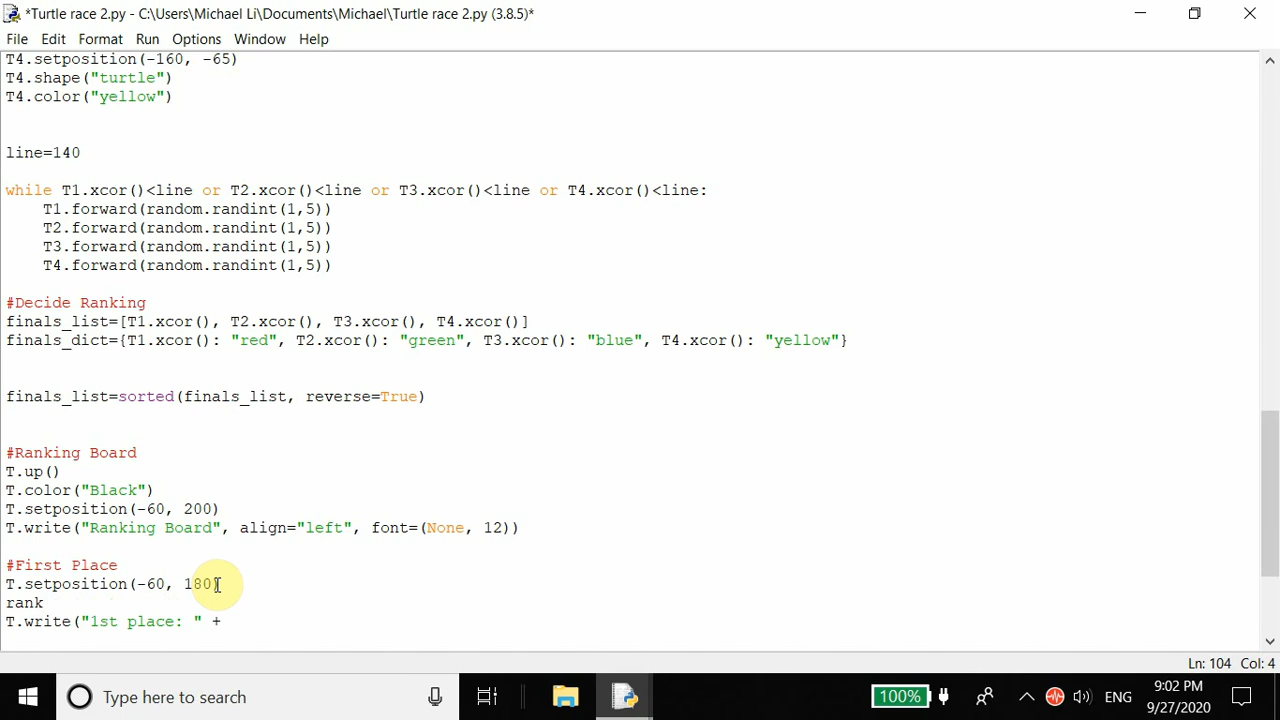 *Turtle race 2.py - C:\Users\Michael Li\Documents\Michael\Turtle race 2.py (3.8.5)*
File Edit Format Run Options Window Help
T4.setposition(-160, -65)
T4.shape("turtle")
T4.color("yellow")
line=140
while T1.xcor()<line or T2.xcor()<line or T3.xcor()<line or T4.xcor()<line:
    T1.forward(random.randint(1,5))
    T2.forward(random.randint(1,5))
    T3.forward(random.randint(1,5))
    T4.forward(random.randint(1,5))
#Decide Ranking
finals_list=[T1.xcor(), T2.xcor(), T3.xcor(), T4.xcor()]
finals_dict={T1.xcor(): "red", T2.xcor(): "green", T3.xcor(): "blue", T4.xcor(): "yellow"}
finals_list=sorted(finals_list, reverse=True)
#Ranking Board
T.up()
T.color("Black")
T.setposition(-60, 200)
T.write("Ranking Board", align="left", font=(None, 12))
#First Place
T.setposition(-60, 180)
rank
T.write("1st place: " +
Ln: 104 Col: 4
Type here to search
100%
ENG
9:02 PM
9/27/2020